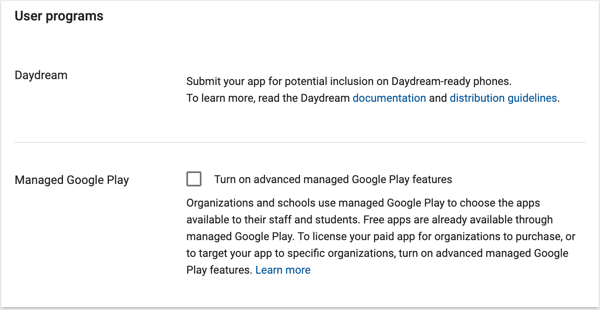 User programs
Daydream
Submit your app for potential inclusion on Daydream-ready phones.
To learn more, read the Daydream documentation and distribution guidelines.
Managed Google Play
Turn on advanced managed Google Play features
Organizations and schools use managed Google Play to choose the apps
available to their staff and students. Free apps are already available through
managed Google Play. To license your paid app for organizations to purchase, or
to target your app to specific organizations, turn on advanced managed Google
Play features. Learn more